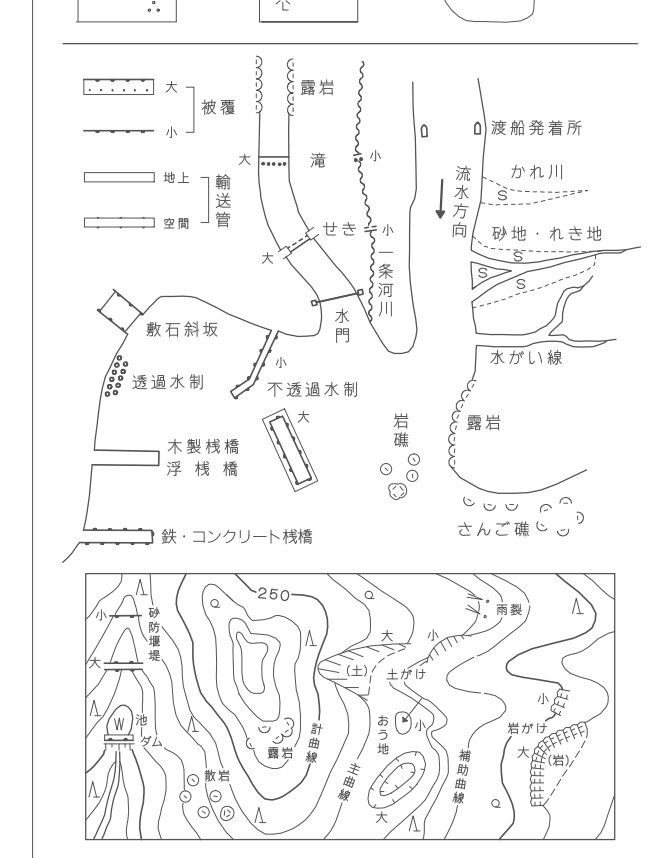 大
被覆
小
地上
輸送管
空間
露岩
大
滝
小
せき
小
大
一条河川
水門
渡船発着所
流水方向
かれ川
S
砂地・れき地
S
S
S
水がい線
敷石斜坂
透過水制
小
不透過水制
大
木製桟橋
浮桟橋
鉄・コンクリート桟橋
岩礁
露岩
さんご礁
250
小
砂防堰堤
大
W
池
ダム
散岩
露岩
計曲線
主曲線
大
小
(土)
土がけ
おう地
小
大
補助曲線
雨裂
小
岩がけ
大
(岩)